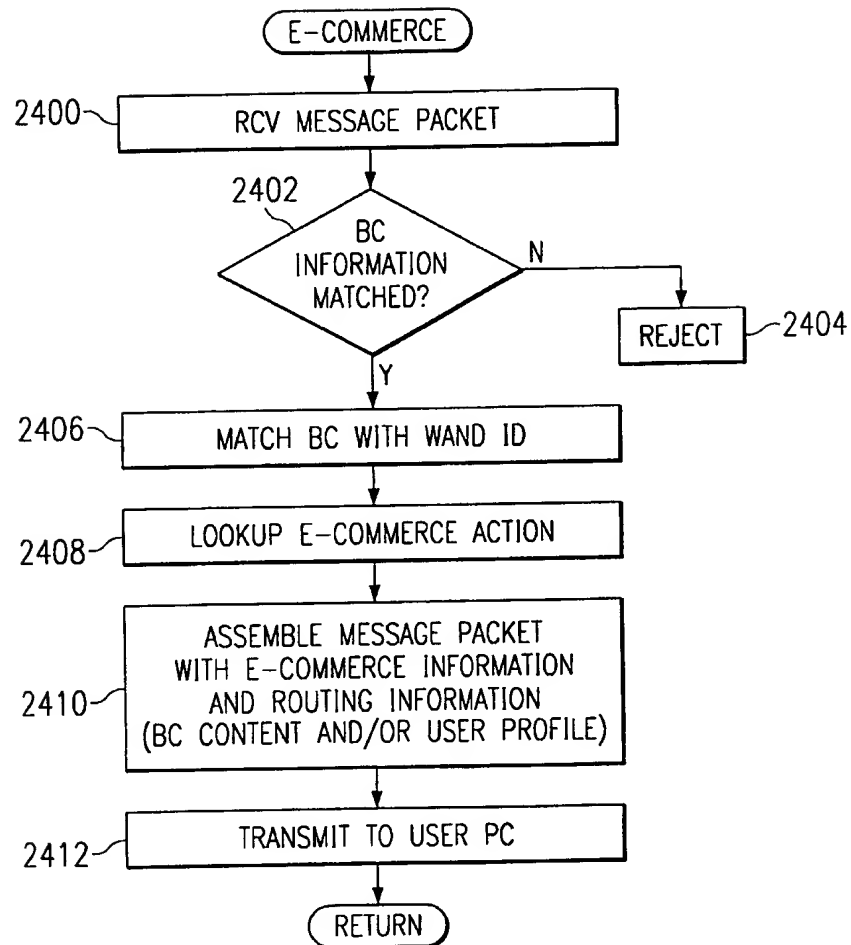 E-COMMERCE
2400
RCV MESSAGE PACKET
2402
BC
INFORMATION
MATCHED?
N
REJECT
2404
Y
2406
MATCH BC WITH WAND ID
2408
LOOKUP E-COMMERCE ACTION
2410
ASSEMBLE MESSAGE PACKET
WITH E-COMMERCE INFORMATION
AND ROUTING INFORMATION
(BC CONTENT AND/OR USER PROFILE)
2412
TRANSMIT TO USER PC
RETURN